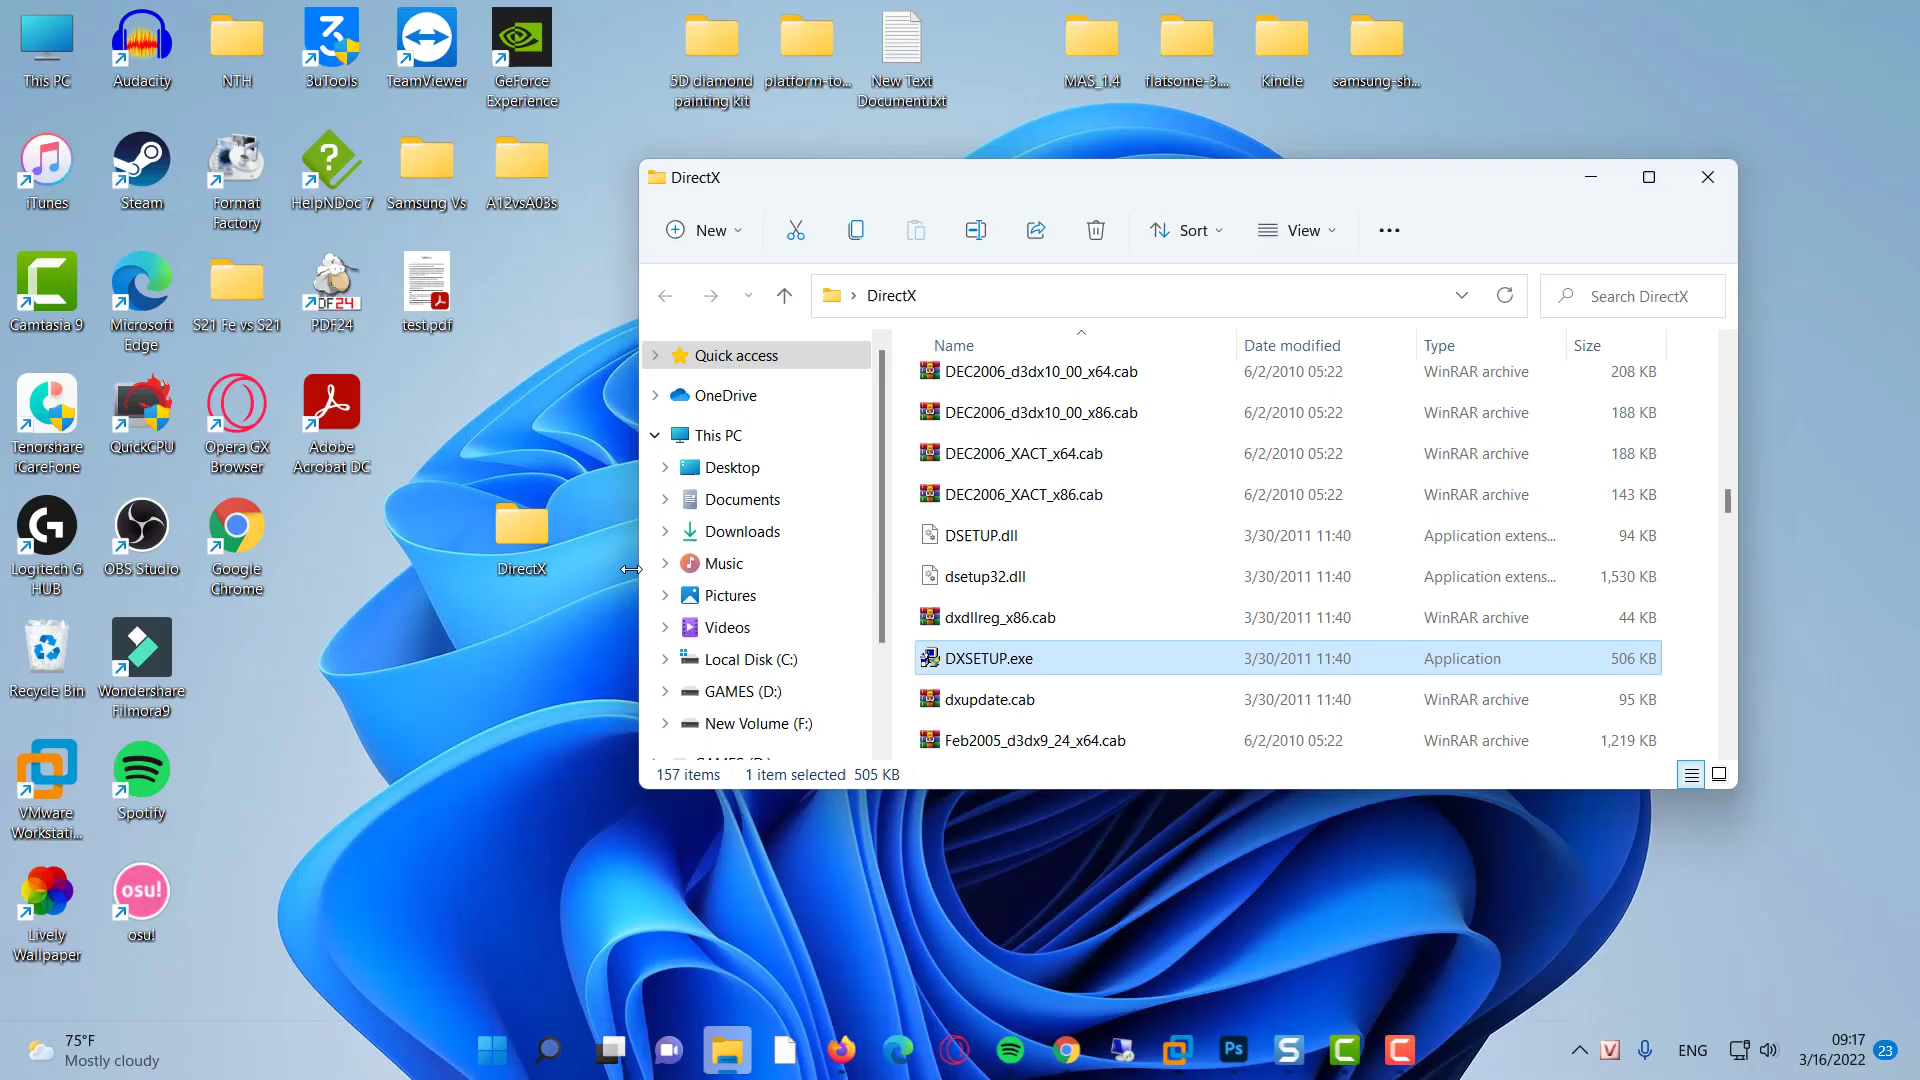 This PC
Audacity
NTH
3uTools
TeamViewer
GeForce
Experience
5D diamond
painting kit
platform-to...
New Text
Document.txt
MAS_1.4
flatsome-3....
Kindle
samsung-sh...
iTunes
Steam
Format
Factory
HelpNDoc 7
Samsung Vs
A12vsA03s
Camtasia 9
Microsoft
Edge
S21 Fe vs S21
PDF24
test.pdf
Tenorshare
iCareFone
QuickCPU
Opera GX
Browser
Adobe
Acrobat DC
Logitech G
HUB
OBS Studio
Google
Chrome
DirectX
Recycle Bin
Wondershare
Filmora9
VMware
Workstati...
Spotify
Lively
Wallpaper
osu!
osu!
DirectX
New
Sort
View
DirectX
Search DirectX
Quick access
OneDrive
This PC
Desktop
Documents
Downloads
Music
Pictures
Videos
Local Disk (C:)
GAMES (D:)
New Volume (F:)
Name Date modified Type Size
DEC2006_d3dx10_00_x64.cab 6/2/2010 05:22 WinRAR archive 208 KB
DEC2006_d3dx10_00_x86.cab 6/2/2010 05:22 WinRAR archive 188 KB
DEC2006_XACT_x64.cab 6/2/2010 05:22 WinRAR archive 188 KB
DEC2006_XACT_x86.cab 6/2/2010 05:22 WinRAR archive 143 KB
DSETUP.dll 3/30/2011 11:40 Application extens... 94 KB
dsetup32.dll 3/30/2011 11:40 Application extens... 1,530 KB
dxdllreg_x86.cab 3/30/2011 11:40 WinRAR archive 44 KB
DXSETUP.exe 3/30/2011 11:40 Application 506 KB
dxupdate.cab 3/30/2011 11:40 WinRAR archive 95 KB
Feb2005_d3dx9_24_x64.cab 6/2/2010 05:22 WinRAR archive 1,219 KB
157 items 1 item selected 505 KB
75°F
Mostly cloudy
Ps
ENG
09:17
3/16/2022
23